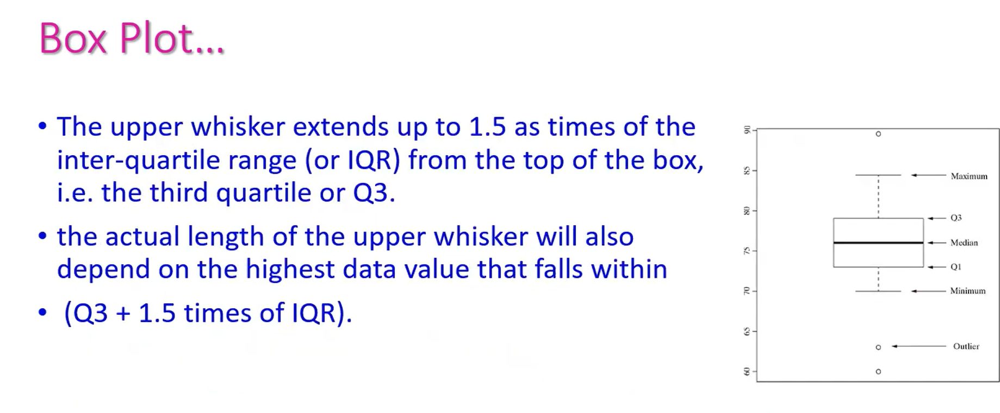 Box Plot...
• The upper whisker extends up to 1.5 as times of the
inter-quartile range (or IQR) from the top of the box,
i.e. the third quartile or Q3.
• the actual length of the upper whisker will also
depend on the highest data value that falls within
• (Q3 + 1.5 times of IQR).
90
85
80
75
70
65
60
Maximum
Q3
Median
Q1
Minimum
Outlier